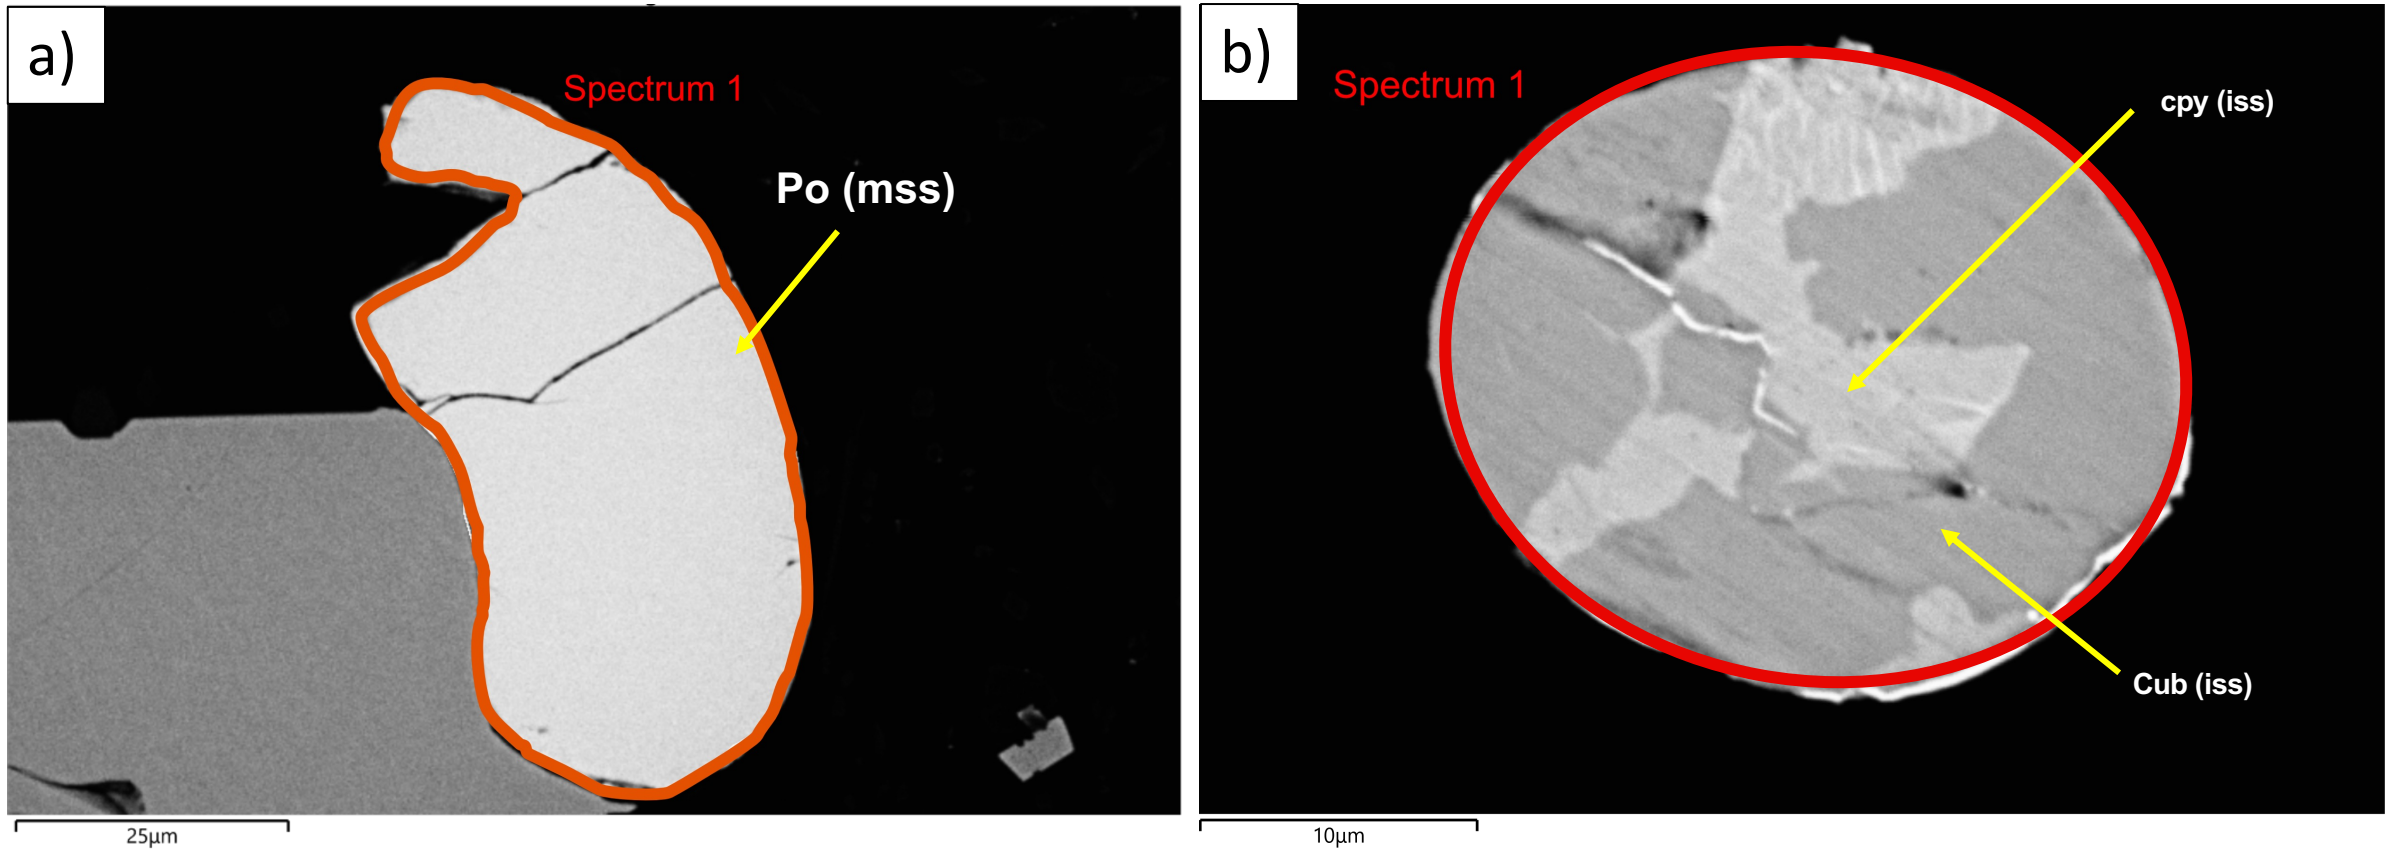 a)
Spectrum 1
Po (mss)
25µm
b)
Spectrum 1
cpy (iss)
Cub (iss)
10µm